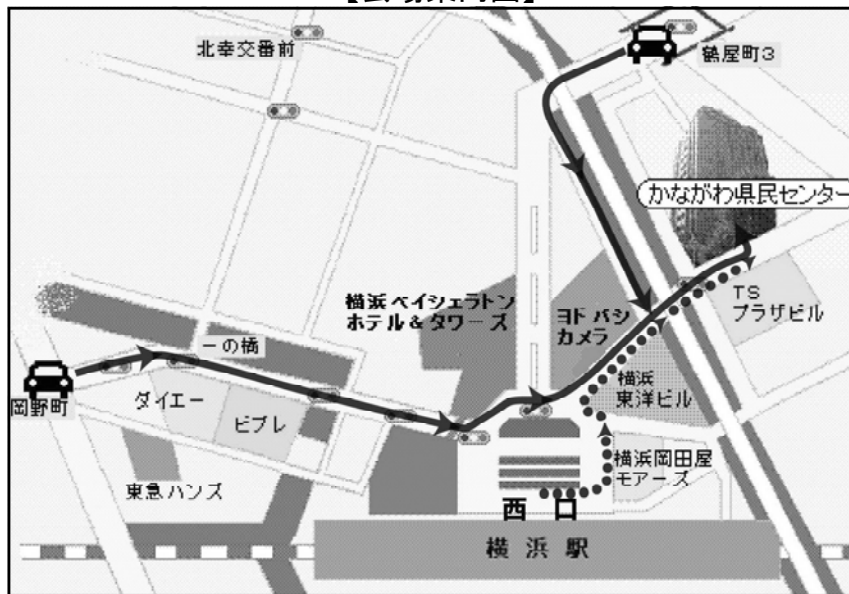 北幸交番前
鶴屋町3
かながわ県民センター
横浜 ベイシェラトン
ホテル & タワーズ
ヨドバシ
カメラ
TS
プラザビル
一の橋
岡野町
ダイエー
ビブレ
横浜
東洋ビル
東急ハンズ
横浜岡田屋
モアーズ
西 口
横 浜 駅